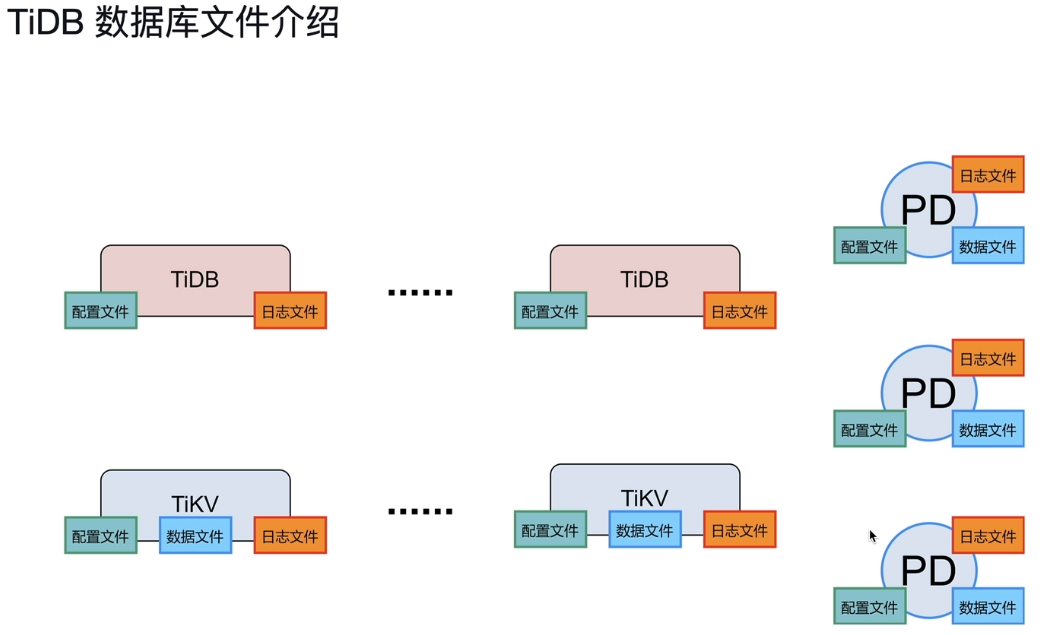 TiDB 数据库文件介绍
TiDB
配置文件
日志文件
......
TiDB
配置文件
日志文件
TiKV
配置文件
数据文件
日志文件
......
TiKV
配置文件
数据文件
日志文件
日志文件
PD
配置文件
数据文件
日志文件
PD
配置文件
数据文件
日志文件
PD
配置文件
数据文件